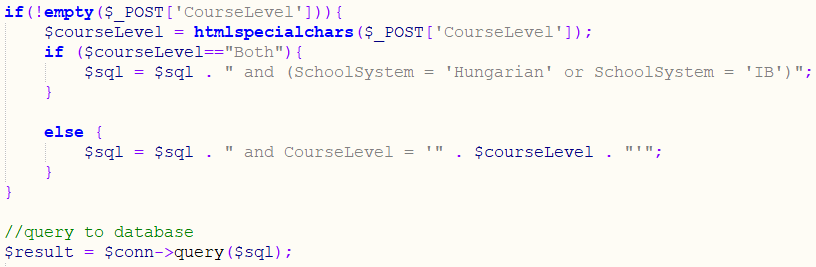 if(!empty($_POST['CourseLevel'])){
$courseLevel = htmlspecialchars($_POST['CourseLevel']);
if ($courseLevel=="Both"){
$sql = $sql . " and (SchoolSystem = 'Hungarian' or SchoolSystem = 'IB')";
}
else {
$sql = $sql . " and CourseLevel = '" . $courseLevel . "'";
}
}
//query to database
$result = $conn->query($sql);